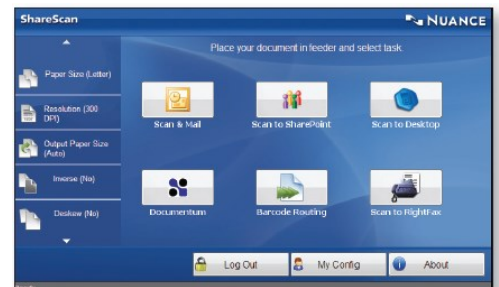 ShareScan
NUANCE
Place your document in feeder and select task
Paper Size (Letter)
Resolution (300
DPI)
Output Paper Size
(Auto)
Inverse (No)
Deskew (No)
Scan & Mail
Scan to SharePoint
Scan to Desktop
Documentum
Barcode Routing
Scan to RightFax
Log Out
My Config
About